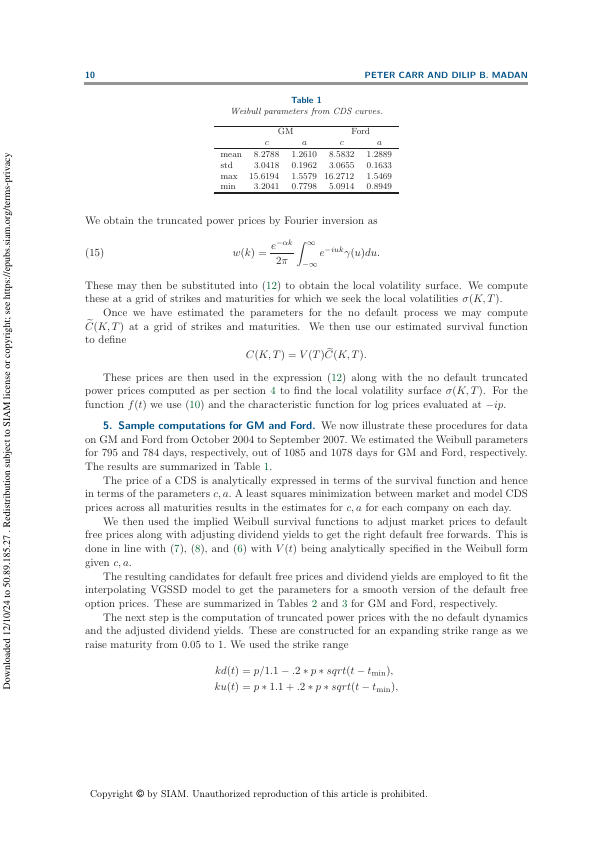 10
PETER CARR AND DILIP B. MADAN
Table 1
Weibull parameters from CDS curves.
GM Ford
c a c a
mean 8.2788 1.2610 8.5832 1.2889
std 3.0418 0.1962 3.0655 0.1633
max 15.6194 1.5579 16.2712 1.5469
min 3.2041 0.7798 5.0914 0.8949
We obtain the truncated power prices by Fourier inversion as
(15) w(k) = \frac{e^{-αk}}{2π} ∫_{-∞}^{∞} e^{-iuk}γ(u)du.
These may then be substituted into (12) to obtain the local volatility surface. We compute
these at a grid of strikes and maturities for which we seek the local volatilities σ(K, T).
Once we have estimated the parameters for the no default process we may compute
C̃(K, T) at a grid of strikes and maturities. We then use our estimated survival function
to define
C(K, T) = V(T)C̃(K, T).
These prices are then used in the expression (12) along with the no default truncated
power prices computed as per section 4 to find the local volatility surface σ(K, T). For the
function f(t) we use (10) and the characteristic function for log prices evaluated at −ip.
5. Sample computations for GM and Ford. We now illustrate these procedures for data
on GM and Ford from October 2004 to September 2007. We estimated the Weibull parameters
for 795 and 784 days, respectively, out of 1085 and 1078 days for GM and Ford, respectively.
The results are summarized in Table 1.
The price of a CDS is analytically expressed in terms of the survival function and hence
in terms of the parameters c, a. A least squares minimization between market and model CDS
prices across all maturities results in the estimates for c, a for each company on each day.
We then used the implied Weibull survival functions to adjust market prices to default
free prices along with adjusting dividend yields to get the right default free forwards. This is
done in line with (7), (8), and (6) with V(t) being analytically specified in the Weibull form
given c, a.
The resulting candidates for default free prices and dividend yields are employed to fit the
interpolating VGSSD model to get the parameters for a smooth version of the default free
option prices. These are summarized in Tables 2 and 3 for GM and Ford, respectively.
The next step is the computation of truncated power prices with the no default dynamics
and the adjusted dividend yields. These are constructed for an expanding strike range as we
raise maturity from 0.05 to 1. We used the strike range
kd(t) = p/1.1 − .2 ∗ p ∗ sqrt(t − t_{min}),
ku(t) = p ∗ 1.1 + .2 ∗ p ∗ sqrt(t − t_{min}),
Copyright © by SIAM. Unauthorized reproduction of this article is prohibited.
Downloaded 12/10/24 to 50.89.185.27 . Redistribution subject to SIAM license or copyright; see https://epubs.siam.org/terms-privacy